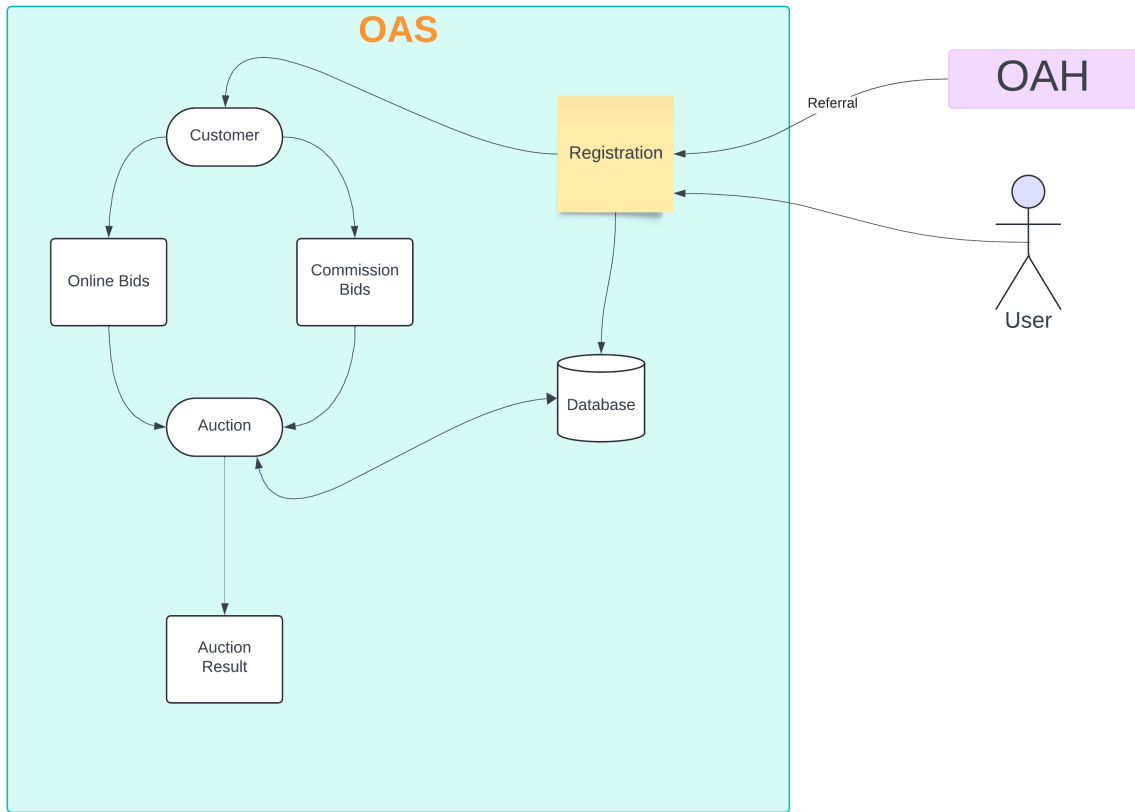 OAS
OAH
Referral
Customer
Registration
Online Bids
Commission
Bids
User
Database
Auction
Auction
Result